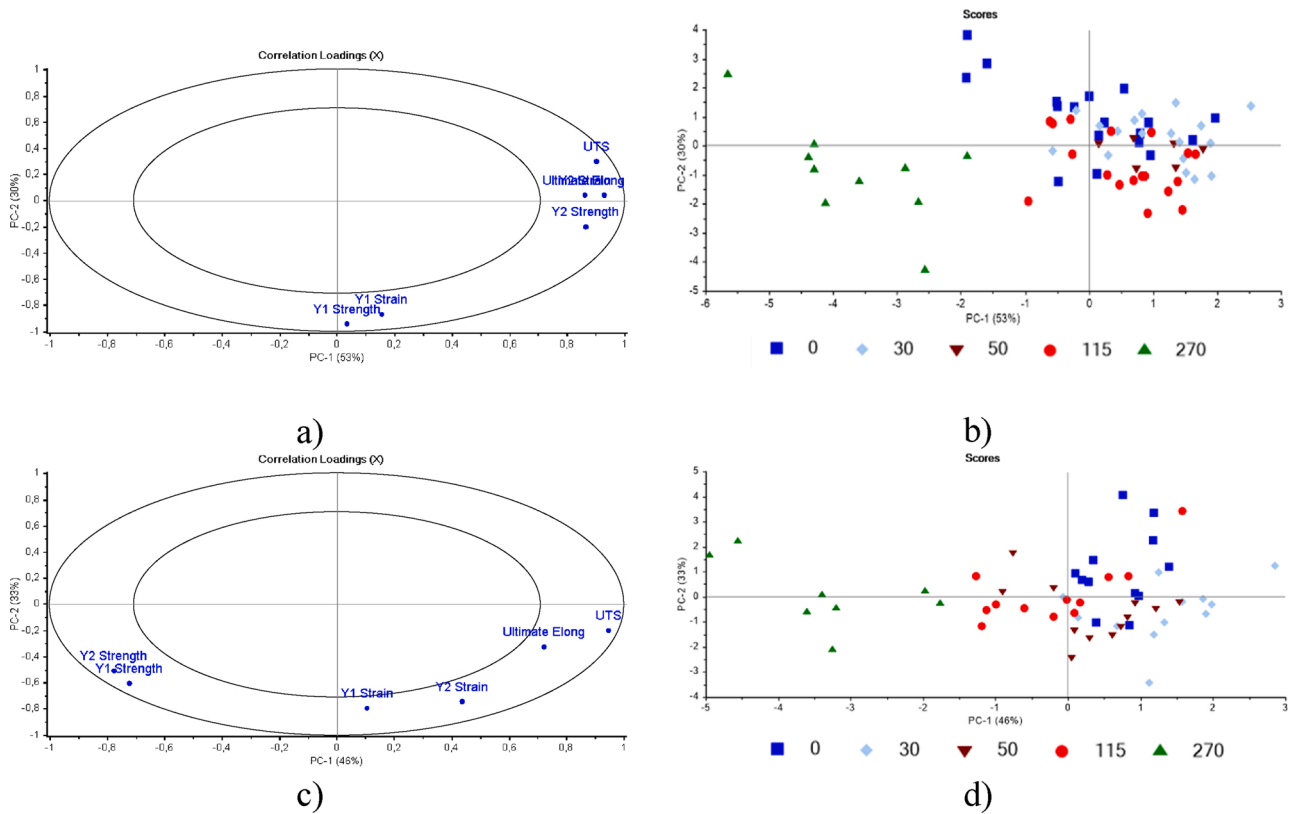 Correlation Loadings (X)
1
0,8
0,6
0,4
0,2
0
-0,2
-0,4
-0,6
-0,8
-1
PC-2 (30%)
UTS
Y2 Strain
Ultimate Elong
Y2 Strength
Y1 Strain
Y1 Strength
-1 -0,8 -0,6 -0,4 -0,2 0 0,2 0,4 0,6 0,8 1
PC-1 (53%)
a)
Scores
4
3
2
1
0
-1
-2
-3
-4
-5
PC-2 (30%)
-6 -5 -4 -3 -2 -1 0 1 2 3
PC-1 (53%)
0 30 50 115 270
b)
Correlation Loadings (X)
1
0,8
0,6
0,4
0,2
0
-0,2
-0,4
-0,6
-0,8
-1
PC-2 (33%)
UTS
Ultimate Elong
Y2 Strength
Y1 Strength
Y2 Strain
Y1 Strain
-1 -0,8 -0,6 -0,4 -0,2 0 0,2 0,4 0,6 0,8 1
PC-1 (46%)
c)
Scores
5
4
3
2
1
0
-1
-2
-3
-4
PC-2 (33%)
-5 -4 -3 -2 -1 0 1 2 3
PC-1 (46%)
0 30 50 115 270
d)